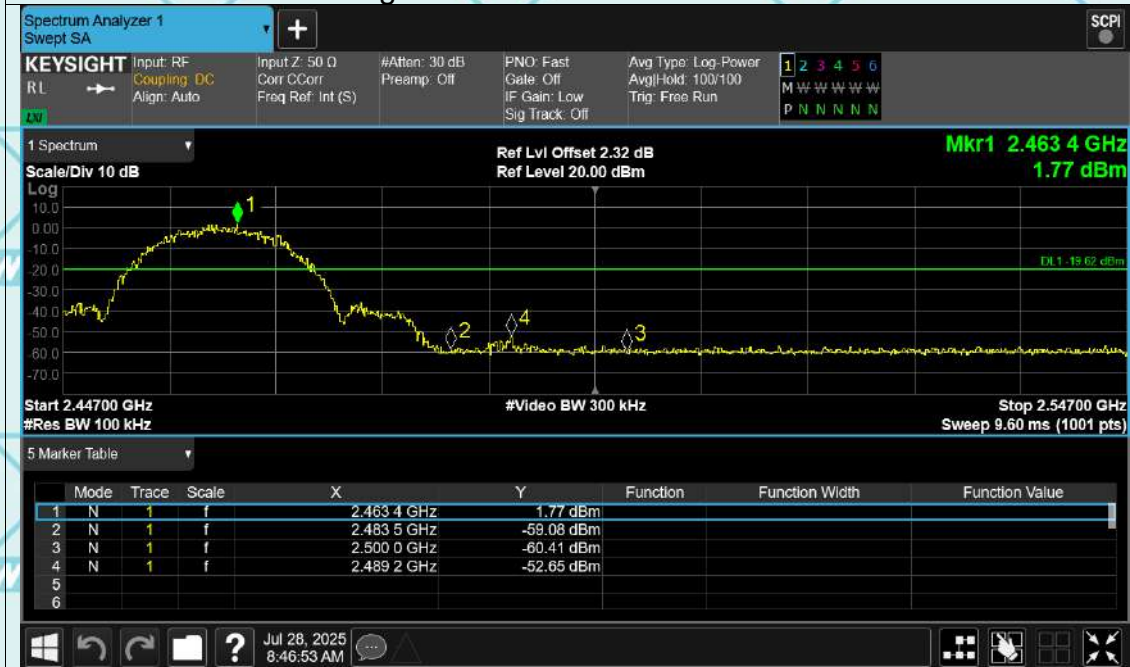 Spectrum Analyzer 1
Swept SA
+
SCPI
KEYSIGHT
RL
LXI
Input: RF
Coupling: DC
Align: Auto
Input Z: 50 Ω
Corr CCorr
Freq Ref: Int (S)
#Atten: 30 dB
Preamp: Off
PNO: Fast
Gate: Off
IF Gain: Low
Sig Track: Off
Avg Type: Log-Power
Avg|Hold: 100/100
Trig: Free Run
1 2 3 4 5 6
M W W W W W
P N N N N N
1 Spectrum
Scale/Div 10 dB
Ref Lvl Offset 2.32 dB
Ref Level 20.00 dBm
Mkr1 2.463 4 GHz
1.77 dBm
Log
10.0
0.00
-10.0
-20.0
-30.0
-40.0
-50.0
-60.0
-70.0
1
2
4
3
DL1 -19.62 dBm
Start 2.44700 GHz
#Res BW 100 kHz
#Video BW 300 kHz
Stop 2.54700 GHz
Sweep 9.60 ms (1001 pts)
5 Marker Table
Mode Trace Scale X Y Function Function Width Function Value
1 N 1 f 2.463 4 GHz 1.77 dBm
2 N 1 f 2.483 5 GHz -59.08 dBm
3 N 1 f 2.500 0 GHz -60.41 dBm
4 N 1 f 2.489 2 GHz -52.65 dBm
5
6
?
Jul 28, 2025
8:46:53 AM